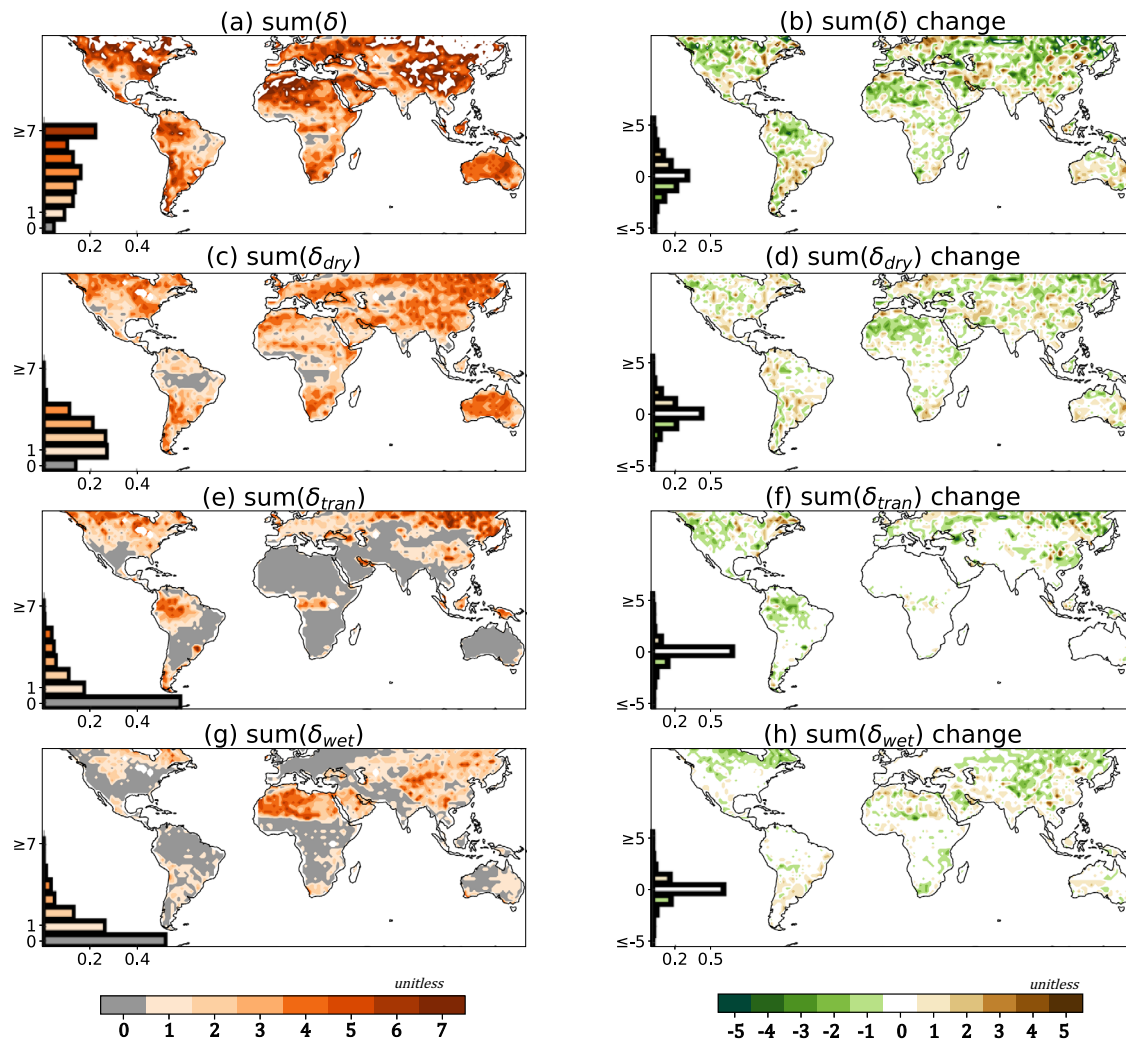 (a) sum(δ)
(b) sum(δ) change
≥7
1
0
0.2 0.4
≥5
0
≤-5
0.2 0.5
(c) sum(δdry)
(d) sum(δdry) change
≥7
1
0
0.2 0.4
≥5
0
≤-5
0.2 0.5
(e) sum(δtran)
(f) sum(δtran) change
≥7
1
0
0.2 0.4
≥5
0
≤-5
0.2 0.5
(g) sum(δwet)
(h) sum(δwet) change
≥7
1
0
0.2 0.4
≥5
0
≤-5
0.2 0.5
unitless
0 1 2 3 4 5 6 7
unitless
-5 -4 -3 -2 -1 0 1 2 3 4 5